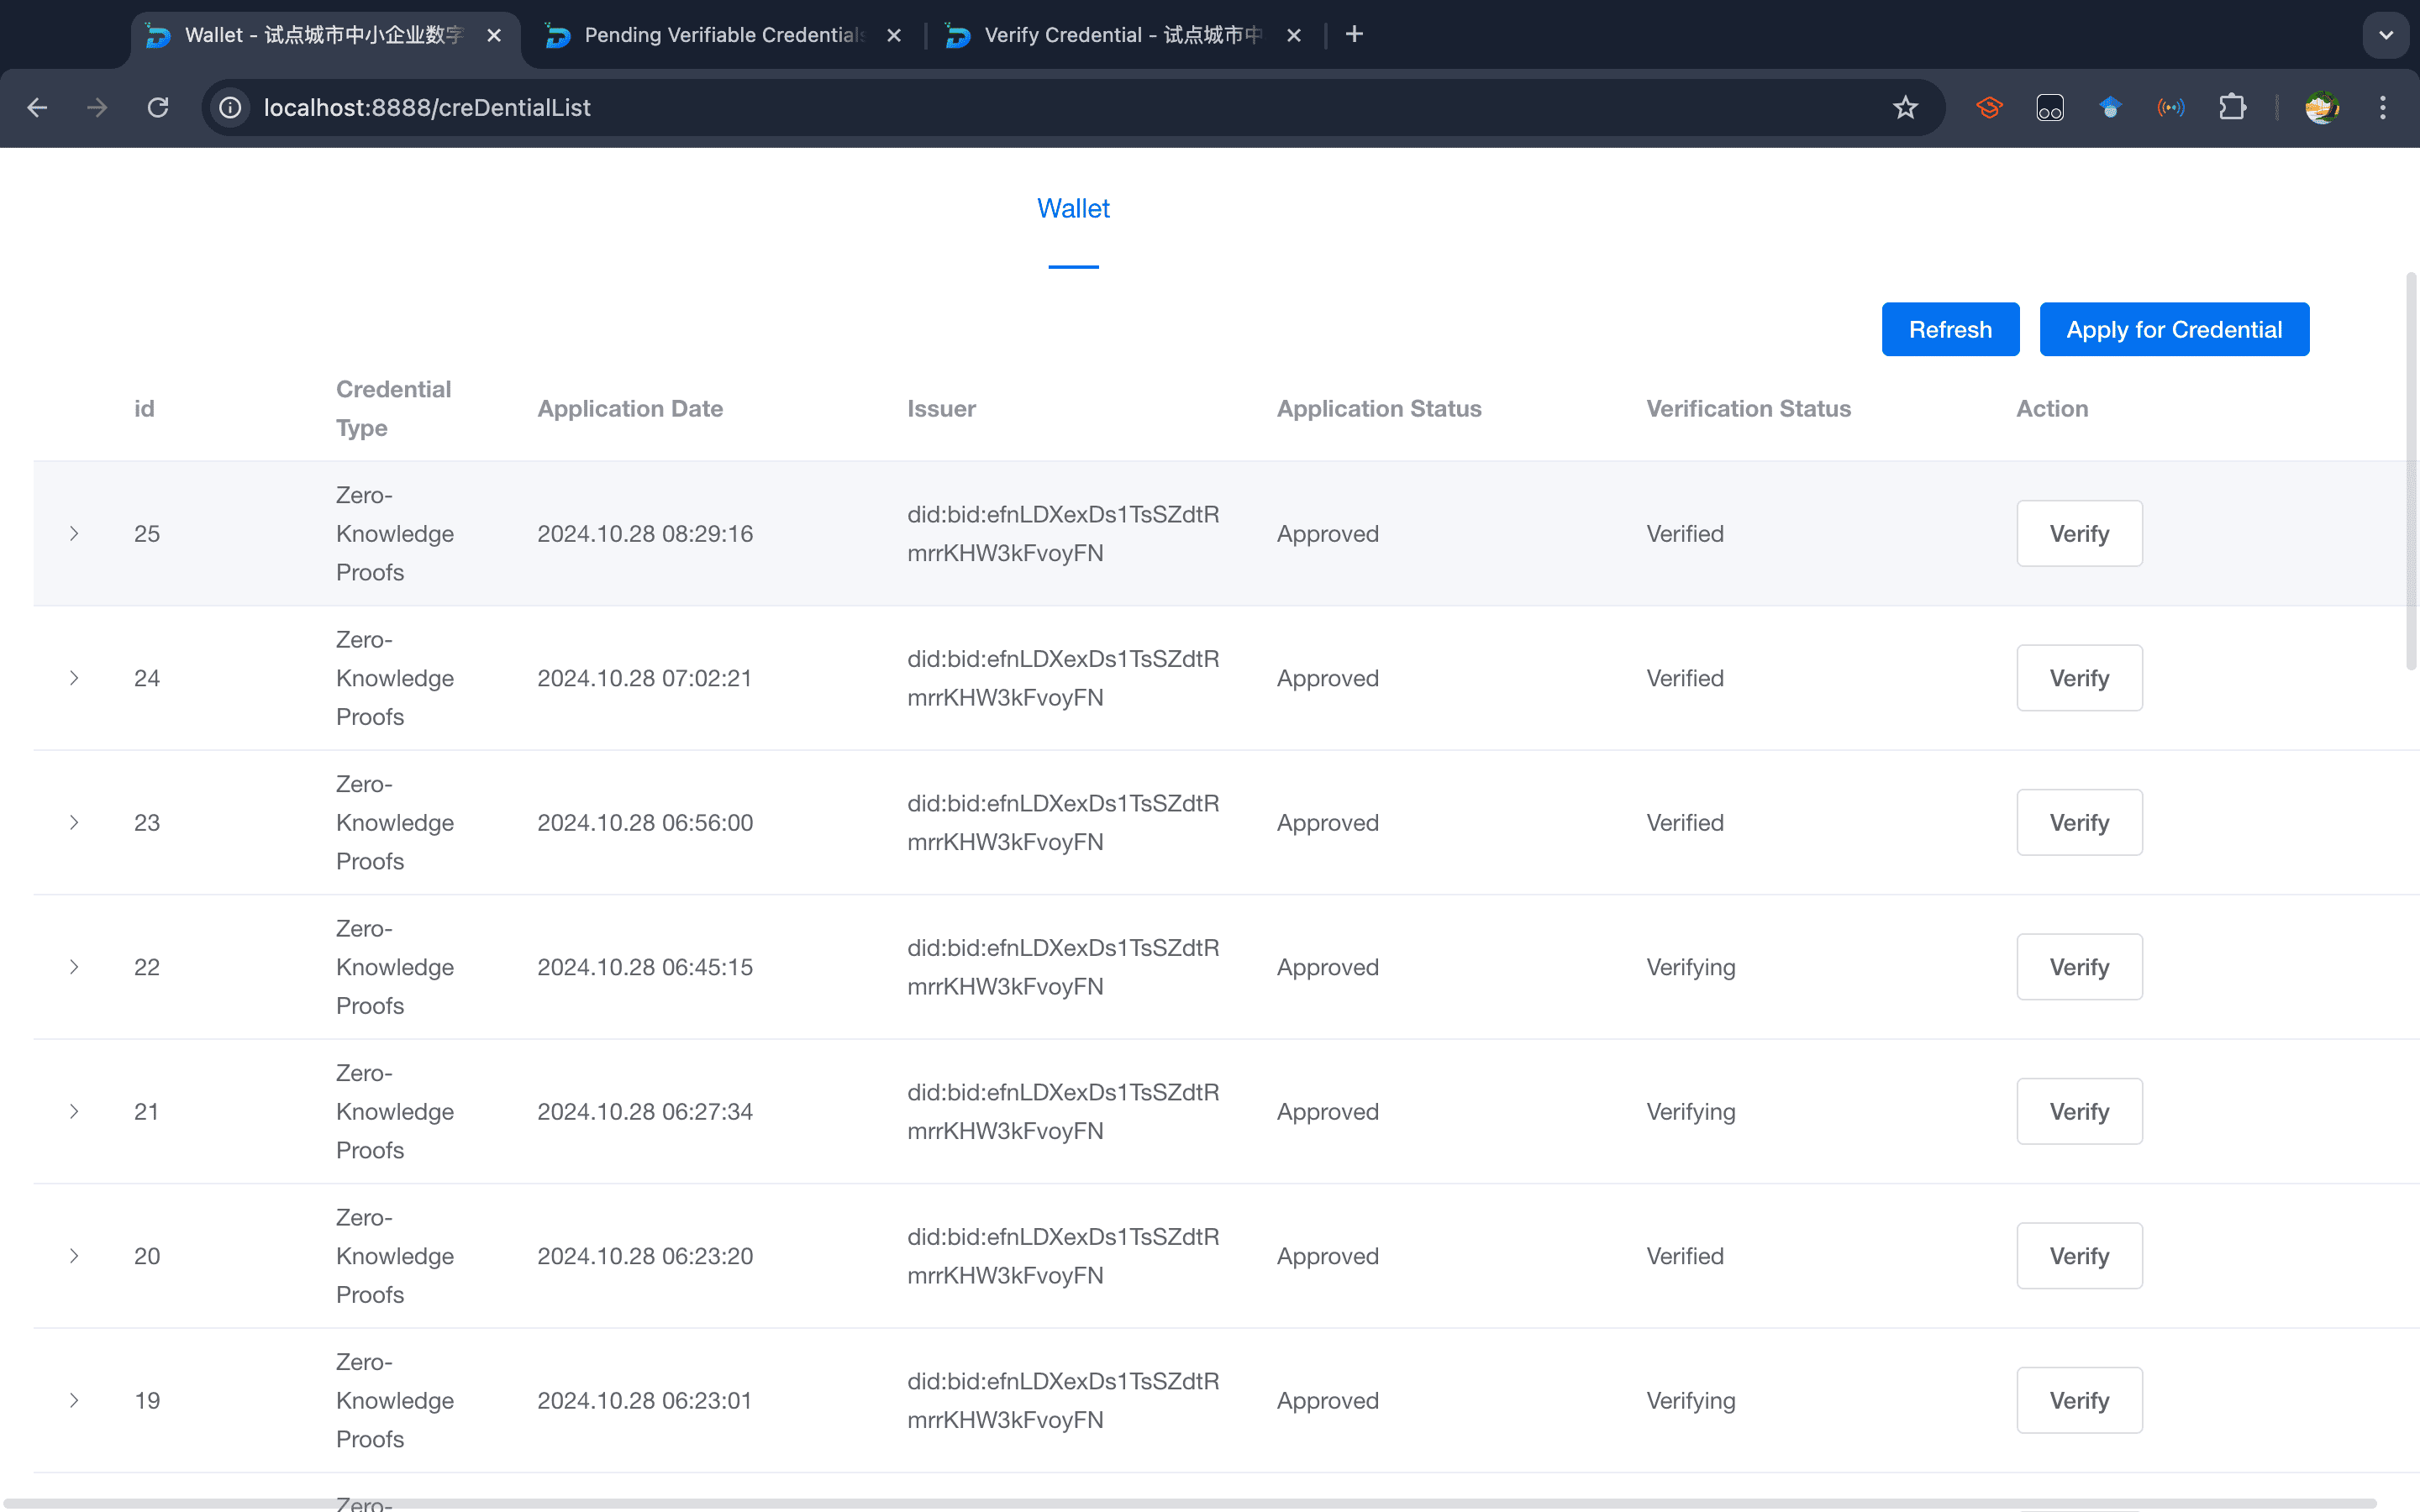 Wallet - 试点城市中小企业数字
Pending Verifiable Credentials
Verify Credential - 试点城市中
localhost:8888/creDentialList
Wallet
Refresh Apply for Credential
id Credential Type Application Date Issuer Application Status Verification Status Action
25 Zero-Knowledge Proofs 2024.10.28 08:29:16 did:bid:efnLDXexDs1TsSZdtRmrrKHW3kFvoyFN Approved Verified Verify
24 Zero-Knowledge Proofs 2024.10.28 07:02:21 did:bid:efnLDXexDs1TsSZdtRmrrKHW3kFvoyFN Approved Verified Verify
23 Zero-Knowledge Proofs 2024.10.28 06:56:00 did:bid:efnLDXexDs1TsSZdtRmrrKHW3kFvoyFN Approved Verified Verify
22 Zero-Knowledge Proofs 2024.10.28 06:45:15 did:bid:efnLDXexDs1TsSZdtRmrrKHW3kFvoyFN Approved Verifying Verify
21 Zero-Knowledge Proofs 2024.10.28 06:27:34 did:bid:efnLDXexDs1TsSZdtRmrrKHW3kFvoyFN Approved Verifying Verify
20 Zero-Knowledge Proofs 2024.10.28 06:23:20 did:bid:efnLDXexDs1TsSZdtRmrrKHW3kFvoyFN Approved Verified Verify
19 Zero-Knowledge Proofs 2024.10.28 06:23:01 did:bid:efnLDXexDs1TsSZdtRmrrKHW3kFvoyFN Approved Verifying Verify
Zero-